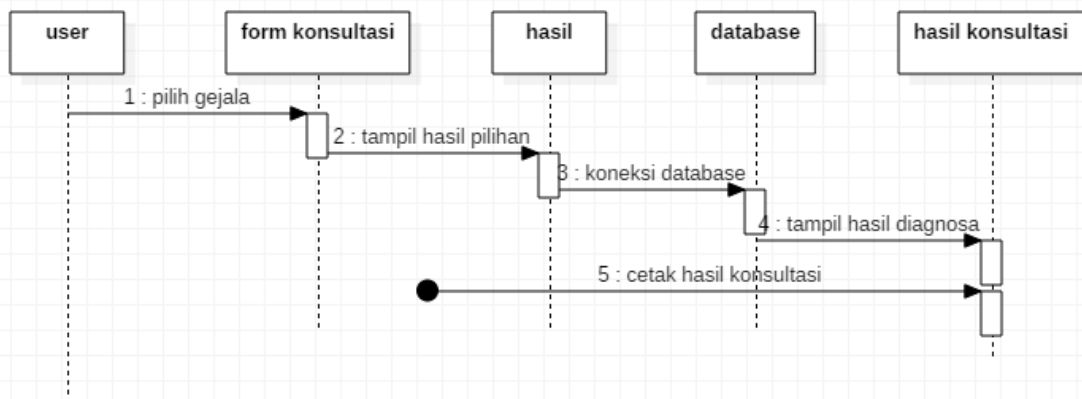 user
form konsultasi
hasil
database
hasil konsultasi
1 : pilih gejala
2 : tampil hasil pilihan
3 : koneksi database
4 : tampil hasil diagnosa
5 : cetak hasil konsultasi